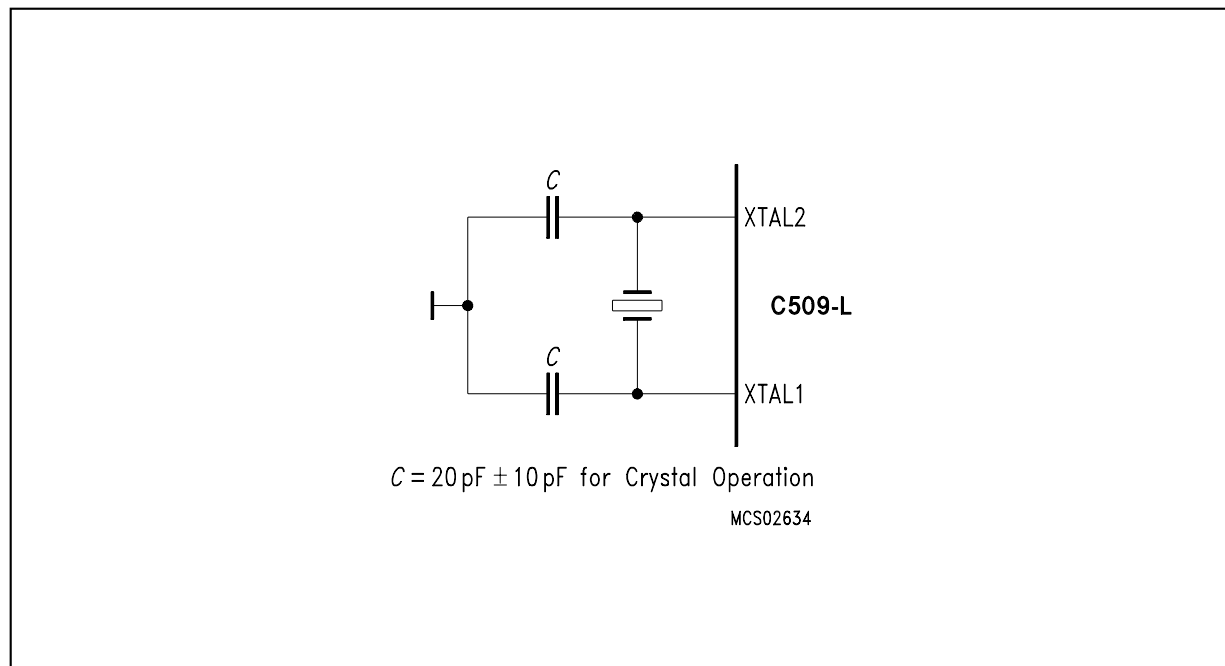 C
XTAL2
C509-L
C
XTAL1
C = 20 pF ± 10 pF for Crystal Operation
MCS02634